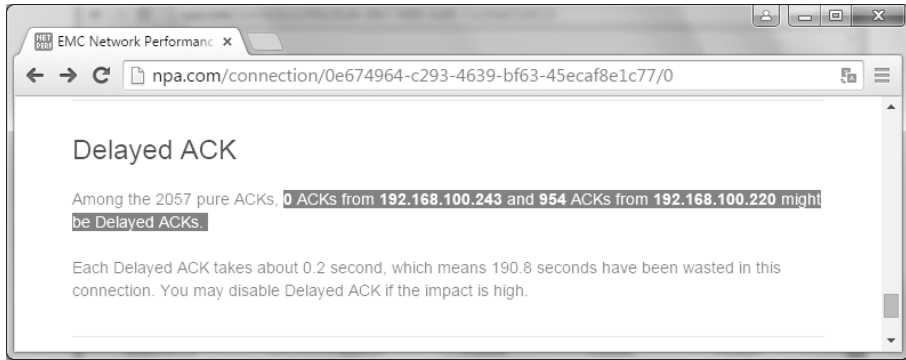 NET PERF EMC Network Performanc
npa.com/connection/0e674964-c293-4639-bf63-45ecaf8e1c77/0
Delayed ACK
Among the 2057 pure ACKs, 0 ACKs from 192.168.100.243 and 954 ACKs from 192.168.100.220 might
be Delayed ACKs.
Each Delayed ACK takes about 0.2 second, which means 190.8 seconds have been wasted in this
connection. You may disable Delayed ACK if the impact is high.